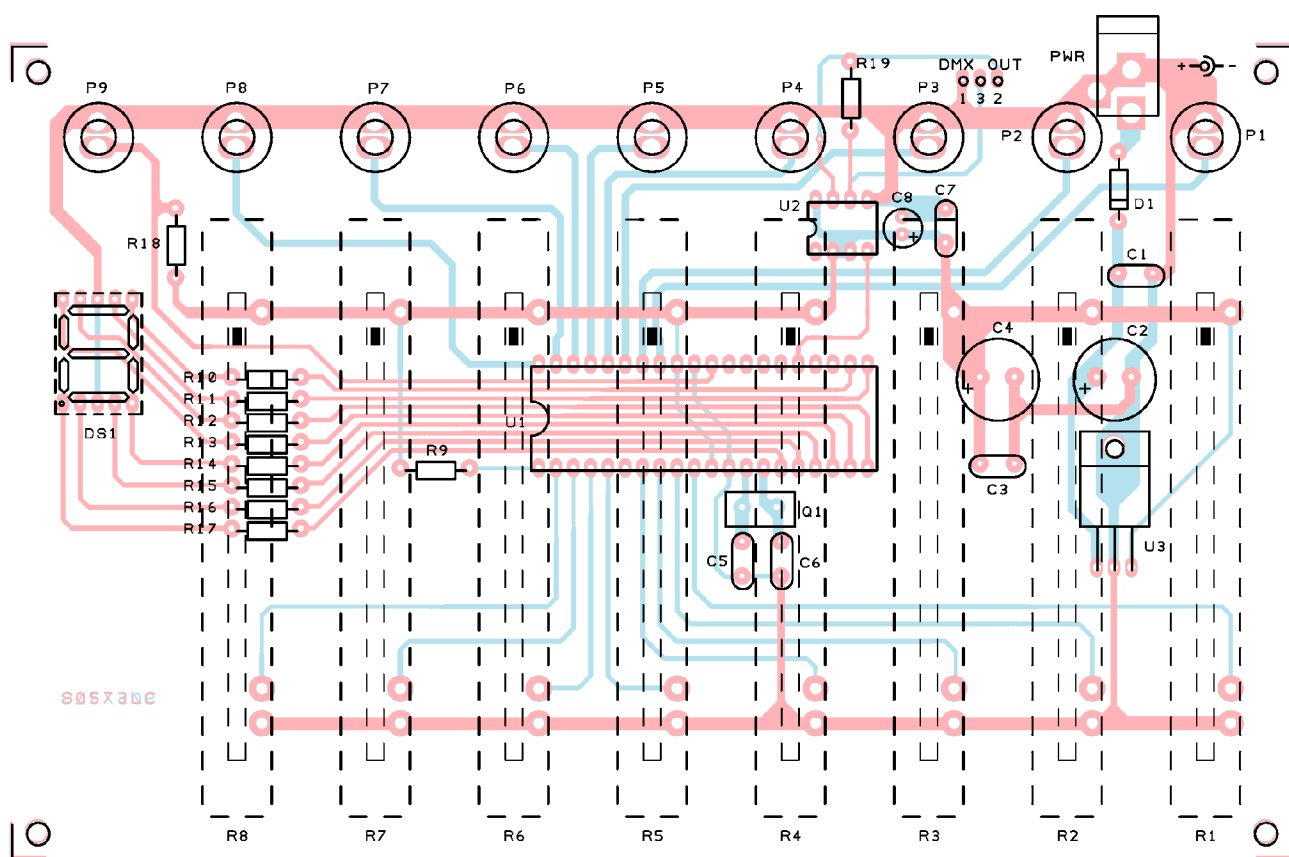 PWR + -
R19 DMX OUT
P9 P8 P7 P6 P5 P4 P3
1 3 2
P2 P1
C7
C8
U2 D1
R18
C1
+
C4 C2
R10
+ +
R11
R12 U1
DS1 R13
R9
R14
R15 C3
R16
Q1
R17
U3
C5 C6
R8 R7 R6 R5 R4 R3 R2 R1